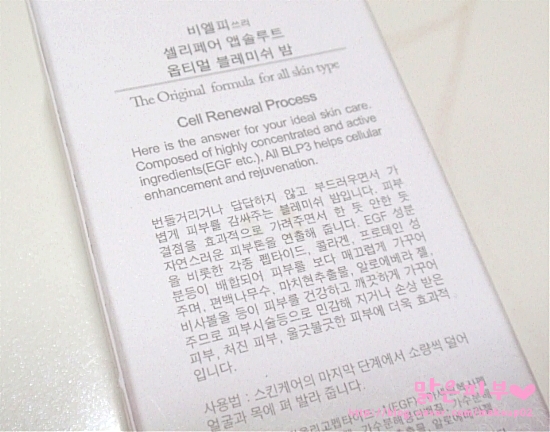 비엘피쓰리
셀리페어 앱솔루트
옵티멀 블레미쉬 밤
The Original formula for all skin type
Cell Renewal Process
Here is the answer for your ideal skin care.
Composed of highly concentrated and active
ingredients(EGF etc.), All BLP3 helps cellular
enhancement and rejuvenation.
번들거리거나 답답하지 않고 부드러우면서 가
볍게 피부를 감싸주는 블레미쉬 밤입니다. 피부
결점을 효과적으로 가려주면서 한 듯 안한 듯
자연스러운 피부톤을 연출해 줍니다. EGF 성분
을 비롯한 각종 펩타이드, 콜라겐, 프로테인 성
분등이 배합되어 피부를 보다 매끄럽게 가꾸어
주며, 편백나무수, 마치현추출물, 알로에베라 젤,
비사볼올 등이 피부를 건강하고 깨끗하게 가꾸어
주므로 피부시술등으로 민감해 지거나 손상 받은
피부, 처진 피부, 울긋불긋한 피부에 더욱 효과적
입니다.
사용법 : 스킨케어의 마지막 단계에서 소량씩 덜어
얼굴과 목에 펴 발라 줍니다.
맑은피부